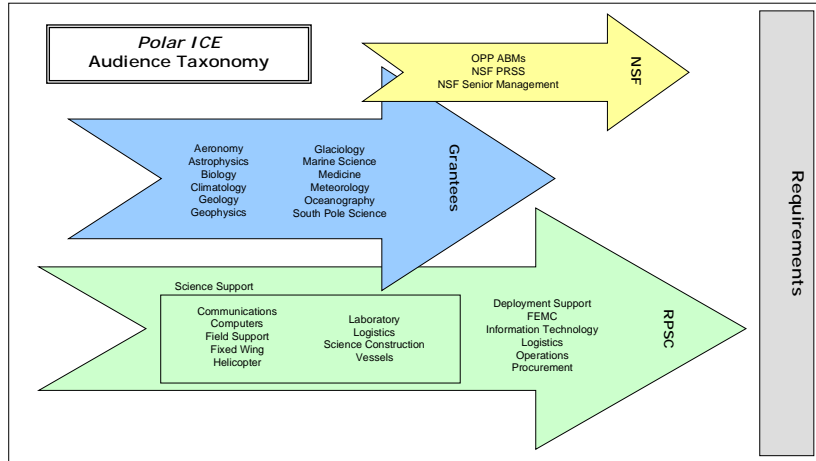 Polar ICE
Audience Taxonomy
OPP ABMs
NSF PRSS
NSF Senior Management
NSF
Aeronomy
Astrophysics
Biology
Climatology
Geology
Geophysics
Glaciology
Marine Science
Medicine
Meteorology
Oceanography
South Pole Science
Grantees
Science Support
Communications
Computers
Field Support
Fixed Wing
Helicopter
Laboratory
Logistics
Science Construction
Vessels
Deployment Support
FEMC
Information Technology
Logistics
Operations
Procurement
RPSC
Requirements